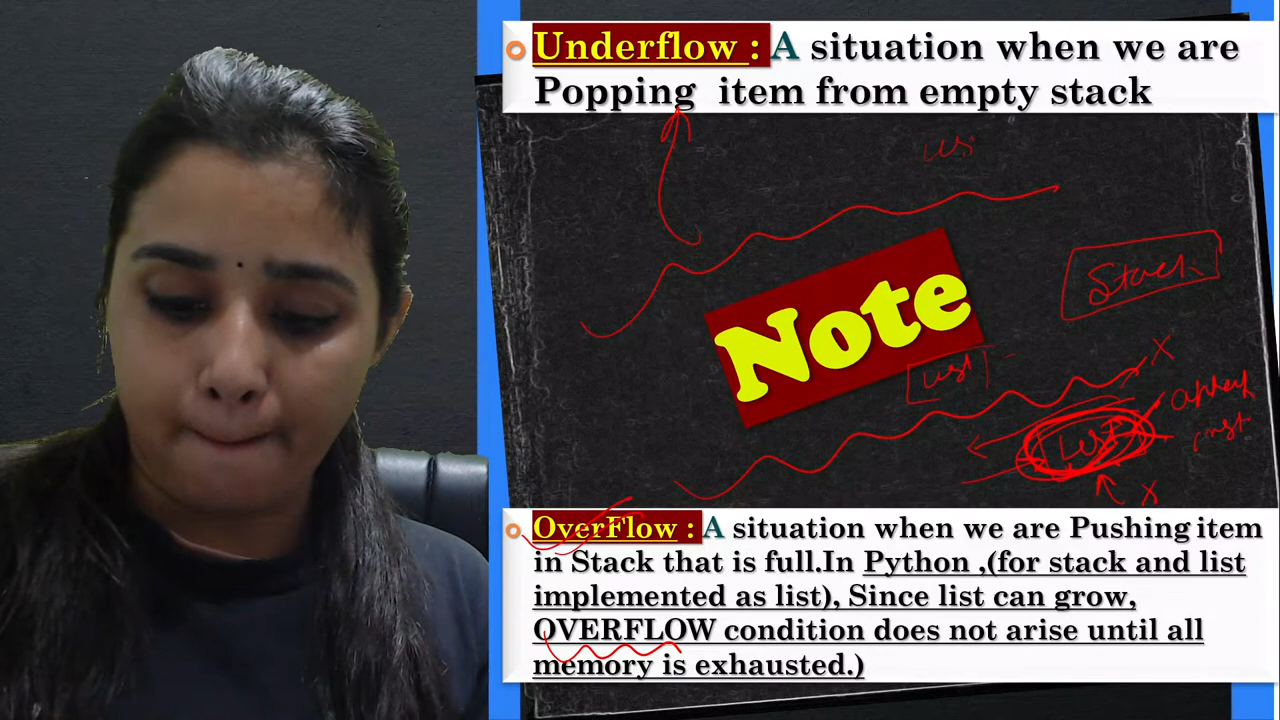 Underflow : A situation when we are
Popping item from empty stack
Note
Stack
List
List
OverFlow : A situation when we are Pushing item
in Stack that is full.In Python ,(for stack and list
implemented as list), Since list can grow,
OVERFLOW condition does not arise until all
memory is exhausted.)